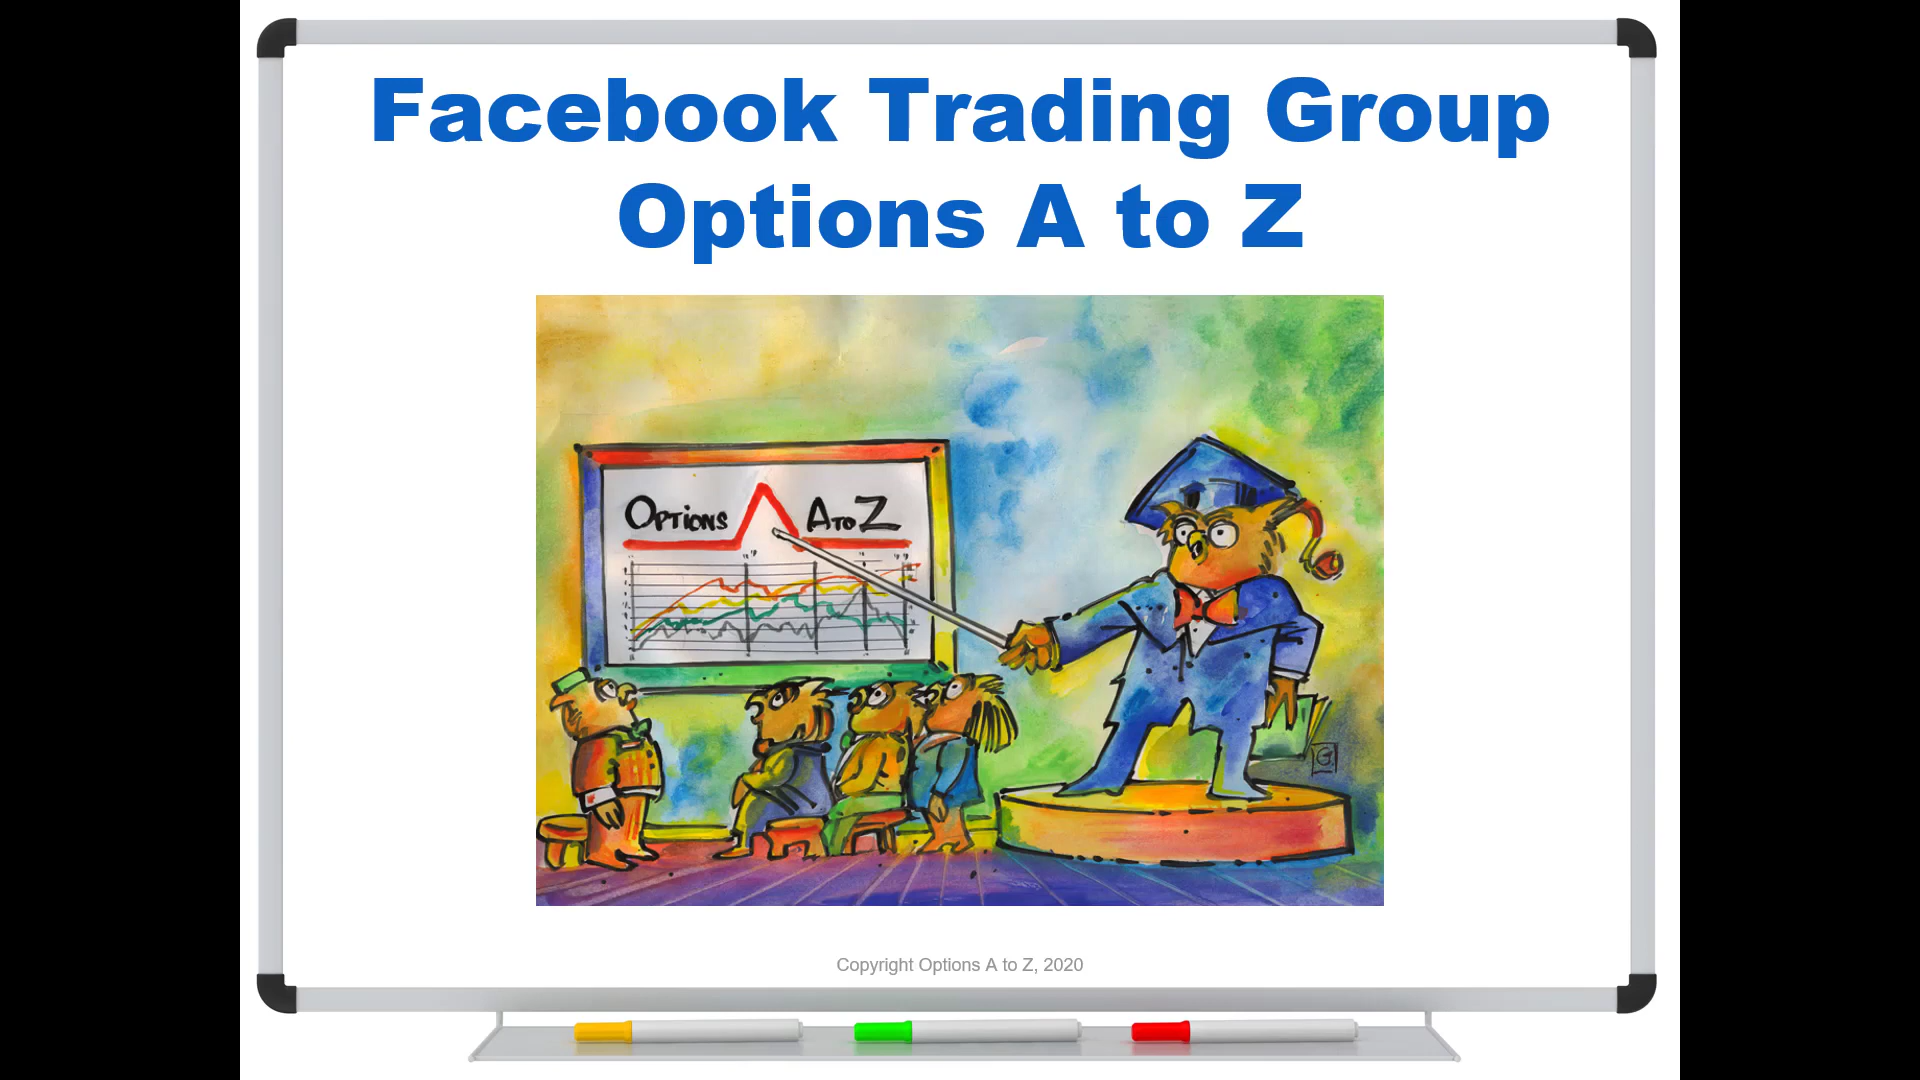 Facebook Trading Group
Options A to Z
OPTIONS A TO Z
G
Copyright Options A to Z, 2020